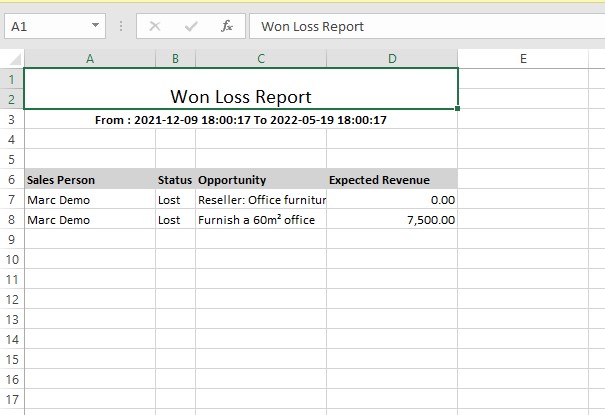 A1 fx Won Loss Report
A B C D E
1
2 Won Loss Report
3 From : 2021-12-09 18:00:17 To 2022-05-19 18:00:17
4
5
6 Sales Person Status Opportunity Expected Revenue
7 Marc Demo Lost Reseller: Office furnitur 0.00
8 Marc Demo Lost Furnish a 60m² office 7,500.00
9
10
11
12
13
14
15
16
17